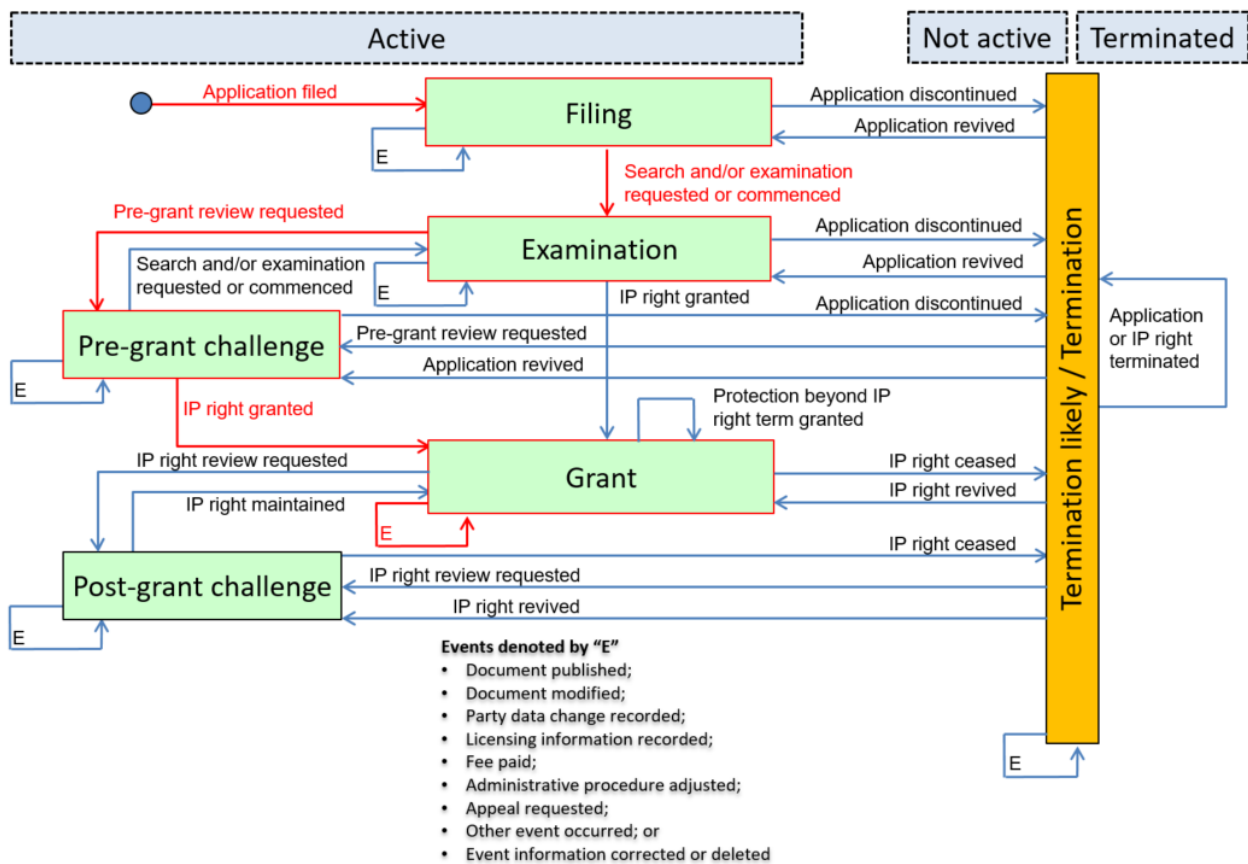 Active
Not active
Terminated
Application filed
Filing
Application discontinued
Application revived
E
Search and/or examination
requested or commenced
Pre-grant review requested
Examination
Application discontinued
Application revived
Search and/or examination
requested or commenced
E
IP right granted
Application discontinued
Pre-grant challenge
Pre-grant review requested
Application revived
E
Application
or IP right
terminated
IP right granted
Protection beyond IP
right term granted
IP right review requested
Grant
IP right ceased
IP right revived
IP right maintained
E
IP right ceased
Post-grant challenge
IP right review requested
IP right revived
E
Termination likely / Termination
E
Events denoted by “E”
• Document published;
• Document modified;
• Party data change recorded;
• Licensing information recorded;
• Fee paid;
• Administrative procedure adjusted;
• Appeal requested;
• Other event occurred; or
• Event information corrected or deleted